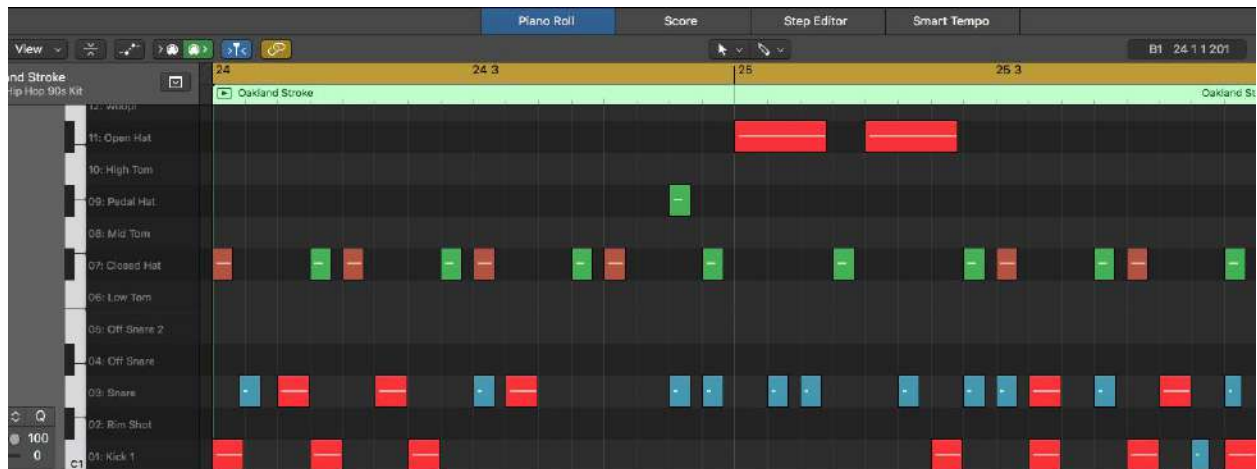 Piano Roll Score Step Editor Smart Tempo
View B1 24 1 1 201
nd Stroke 24 24 3 25 25 3
Hip Hop 90s Kit Oakland Stroke Oakland St
11: Open Hat
10: High Tom
09: Pedal Hat
08: Mid Tom
07: Closed Hat
06: Low Tom
05: Off Snare 2
04: Off Snare
03: Snare
Q 02: Rim Shot
100
0 C1 01: Kick 1